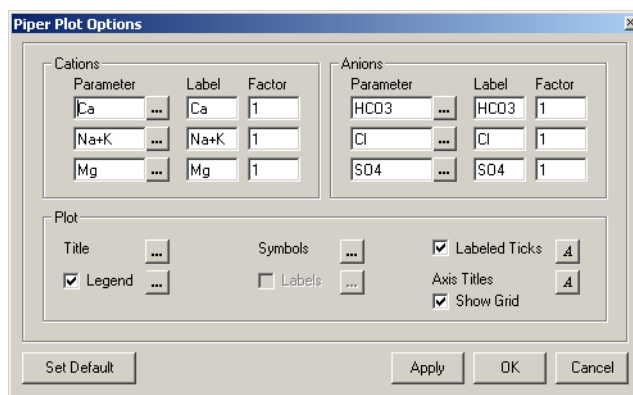 Piper Plot Options
Cations
Parameter Label Factor
Ca ... Ca 1
Na+K ... Na+K 1
Mg ... Mg 1
Anions
Parameter Label Factor
HCO3 ... HCO3 1
Cl ... Cl 1
SO4 ... SO4 1
Plot
Title ... Symbols ... Labeled Ticks A
Legend ... Labels ... Axis Titles A
Show Grid
Set Default Apply OK Cancel